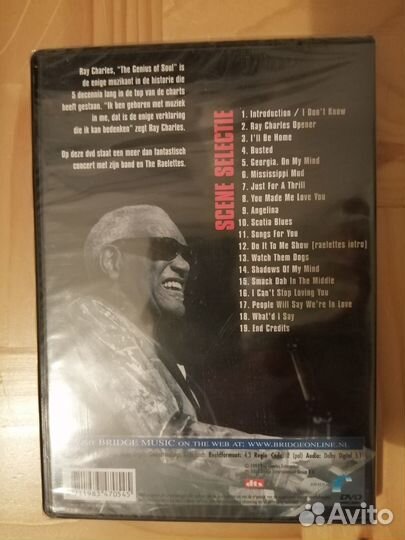 Ray Charles, "The Genius of Soul" is
de enige muzikant in de historie die
5 decennia lang in de top van de charts
heeft gestaan. "Ik ben geboren met muziek
in me, dat is de enige verklaring
die ik kan bedenken" zegt Ray Charles.
Op deze dvd staat een meer dan fantastisch
concert met zijn band en The Raelettes.
SCENE SELECTIE
1. Introduction / I Don't Know
2. Ray Charles Opener
3. I'll Be Home
4. Busted
5. Georgia. On My Mind
6. Mississippi Mud
7. Just For A Thrill
8. You Made Me Love You
9. Angelina
10. Scotia Blues
11. Songs For You
12. Do It To Me Show (raelettes intro)
13. Watch Them Dogs
14. Shadows Of My Mind
15. Smack Dab In The Middle
16. I Can't Stop Loving You
17. People Will Say We're In Love
18. What'd I Say
19. End Credits
BRIDGE MUSIC ON THE WEB AT: WWW.BRIDGEONLINE.NL
Beeldformaat: 4:3 Regio Code: (pal) Audio: Dolby Digital 5.1
dts
DVD
983 470545
Avito